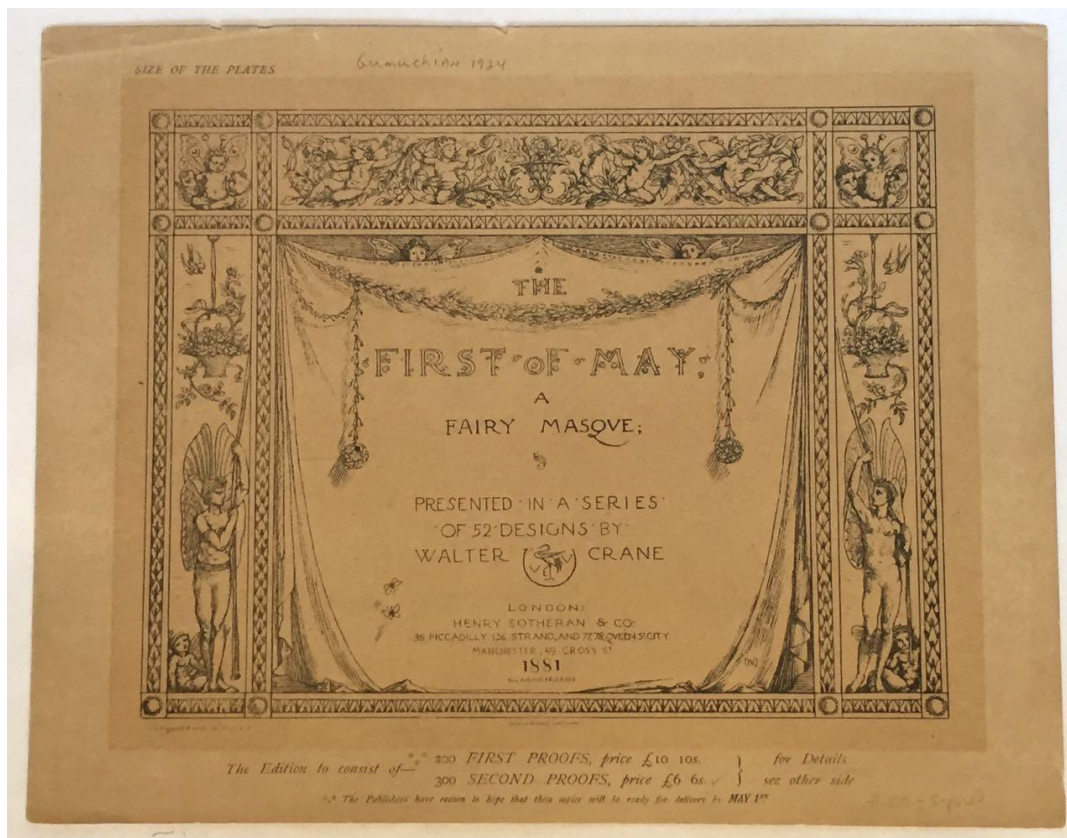 SIZE OF THE PLATES
Gumuchian 1924
THE
FIRST · OF · MAY:
A
FAIRY MASQVE;
PRESENTED · IN · A · SERIES
· OF · 52 · DESIGNS · BY ·
WALTER CRANE
LONDON:
HENRY SOTHERAN & CO:
36, PICCADILLY 136, STRAND, AND 77, 78, QUEEN ST CITY
MANCHESTER, 49 CROSS ST
1881
ALL RIGHTS RESERVED
The Edition to consist of— 200 FIRST PROOFS, price £10 10s. } for Details
300 SECOND PROOFS, price £6 6s. } see other side
*** The Publishers have reason to hope that these copies will be ready for delivery by MAY 1ST